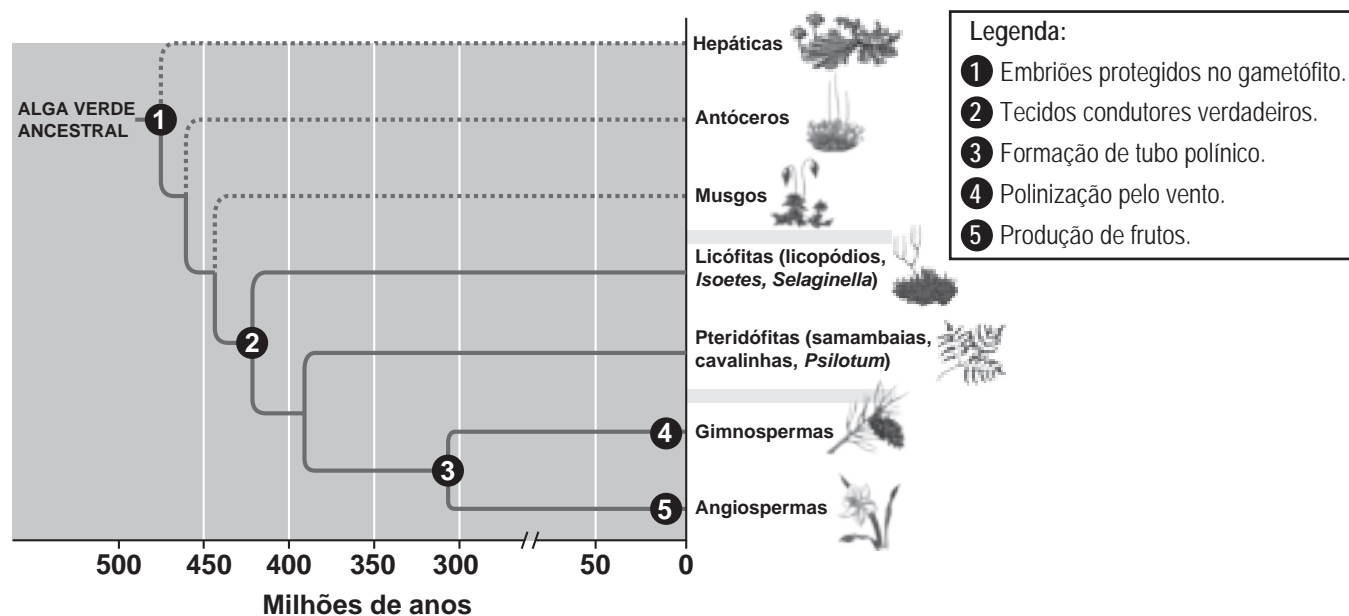 ALGA VERDE
ANCESTRAL
1
2
3
4
5
Hepáticas
Antóceros
Musgos
Licófitas (licopódios,
Isoetes, Selaginella)
Pteridófitas (samambaias,
cavalinhas, Psilotum)
Gimnospermas
Angiospermas
500 450 400 350 300 // 50 0
Milhões de anos
Legenda:
1 Embriões protegidos no gametófito.
2 Tecidos condutores verdadeiros.
3 Formação de tubo polínico.
4 Polinização pelo vento.
5 Produção de frutos.